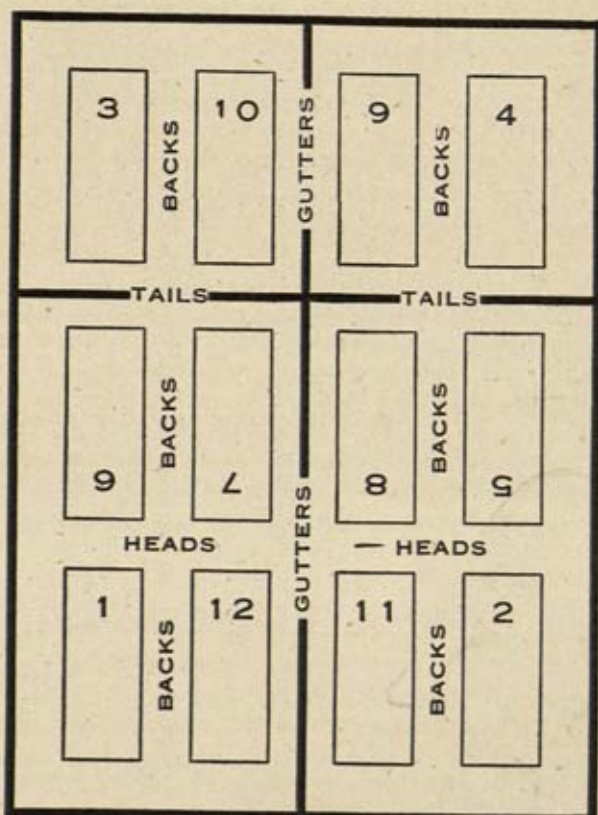 3 10 9 4
BACKS GUTTERS BACKS
TAILS TAILS
BACKS BACKS
6 7 8 5
HEADS GUTTERS — HEADS
1 12 11 2
BACKS BACKS